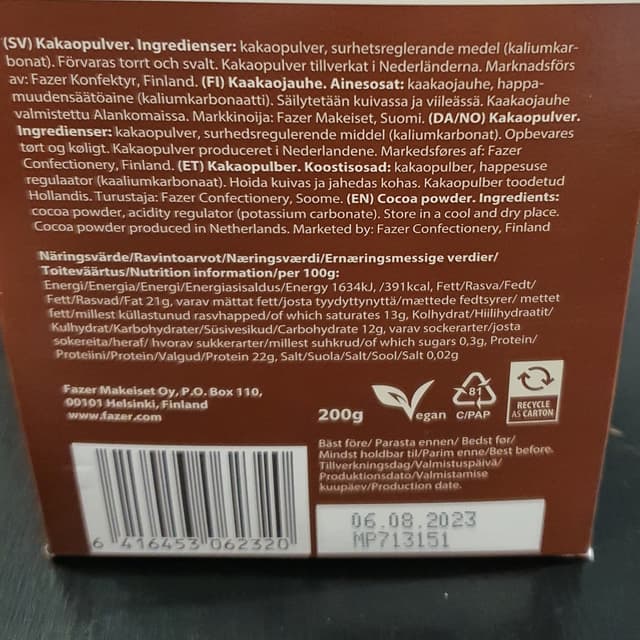 (SV) Kakaopulver. Ingredienser: kakaopulver, surhetsreglerande medel (kaliumkar-
bonat). Förvaras torrt och svalt. Kakaopulver tillverkat i Nederländerna. Marknadsförs
av: Fazer Konfektyr, Finland. (FI) Kaakaojauhe. Ainesosat: kaakaojauhe, happa-
muudensäätöaine (kaliumkarbonaatti). Säilytetään kuivassa ja viileässä. Kaakaojauhe
valmistettu Alankomaissa. Markkinoija: Fazer Makeiset, Suomi. (DA/NO) Kakaopulver.
Ingredienser: kakaopulver, surhedsregulerende middel (kaliumkarbonat). Opbevares
tørt og køligt. Kakaopulver produceret i Nederlandene. Markedsføres af: Fazer
Confectionery, Finland. (ET) Kakaopulber. Koostisosad: kakaopulber, happesuse
regulaator (kaaliumkarbonaat). Hoida kuivas ja jahedas kohas. Kakaopulber toodetud
Hollandis. Turustaja: Fazer Confectionery, Soome. (EN) Cocoa powder. Ingredients:
cocoa powder, acidity regulator (potassium carbonate). Store in a cool and dry place.
Cocoa powder produced in Netherlands. Marketed by: Fazer Confectionery, Finland
Näringsvärde/Ravintoarvot/Næringsværdi/Ernæringsmessige verdier/
Toiteväärtus/Nutrition information/per 100g:
Energi/Energia/Energi/Energiasisaldus/Energy 1634kJ, /391kcal, Fett/Rasva/Fedt/
Fett/Rasvad/Fat 21g, varav mättat fett/josta tyydyttynyttä/mættede fedtsyrer/ mettet
fett/millest küllastunud rasvhapped/of which saturates 13g, Kolhydrat/Hiilihydraatit/
Kulhydrat/Karbohydrater/Süsivesikud/Carbohydrate 12g, varav sockerarter/josta
sokereita/heraf/ hvorav sukkerarter/millest suhkrud/of which sugars 0,3g, Protein/
Proteiini/Protein/Valgud/Protein 22g, Salt/Suola/Salt/Sool/Salt 0,02g
Fazer Makeiset Oy, P.O. Box 110,
00101 Helsinki, Finland
www.fazer.com
200g
Vegan
81
C/PAP
RECYCLE
AS CARTON
Bäst före/ Parasta ennen/ Bedst før/
Mindst holdbar til/Parim enne/Best before.
Tillverkningsdag/Valmistuspäivä/
Produktionsdato/Valmistamise
kuupäev/Production date.
06.08.2023
MP713151
6 416453 062320